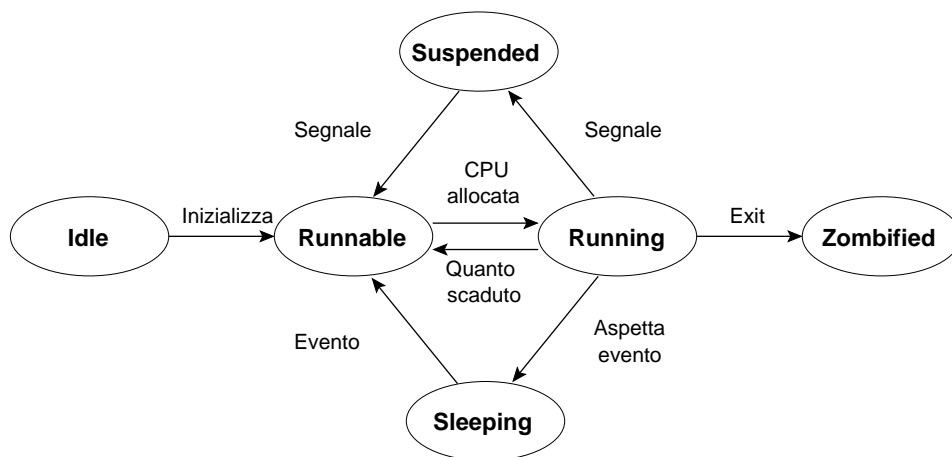 Suspended
Segnale
Segnale
CPU
allocata
Inizializza
Exit
Idle
Runnable
Running
Zombified
Quanto
scaduto
Evento
Aspetta
evento
Sleeping